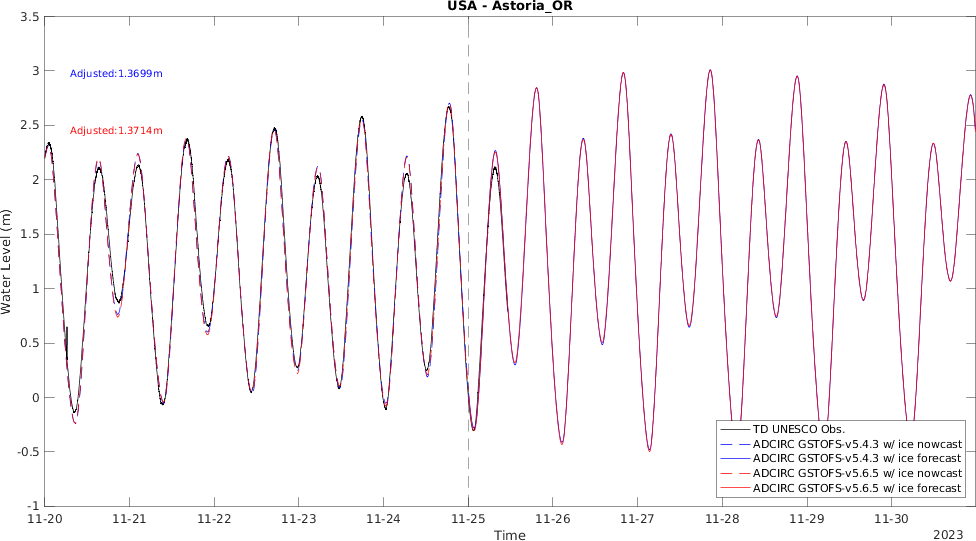 USA - Astoria_OR
3.5
3
2.5
2
1.5
1
0.5
0
-0.5
-1
Water Level (m)
Adjusted:1.3699m
Adjusted:1.3714m
TD UNESCO Obs.
ADCIRC GSTOFS-v5.4.3 w/ ice nowcast
ADCIRC GSTOFS-v5.4.3 w/ ice forecast
ADCIRC GSTOFS-v5.6.5 w/ ice nowcast
ADCIRC GSTOFS-v5.6.5 w/ ice forecast
11-20 11-21 11-22 11-23 11-24 11-25 11-26 11-27 11-28 11-29 11-30
Time
2023